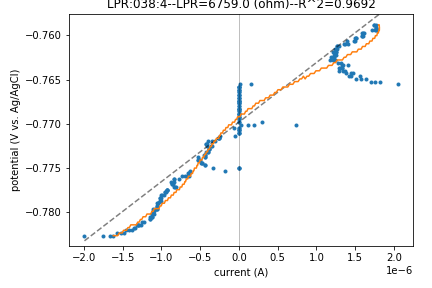 LPR:038:4--LPR=6759.0 (ohm)--R^2=0.9692
potential (V vs. Ag/AgCl)
−0.760
−0.765
−0.770
−0.775
−0.780
−2.0 −1.5 −1.0 −0.5 0.0 0.5 1.0 1.5 2.0
1e−6
current (A)